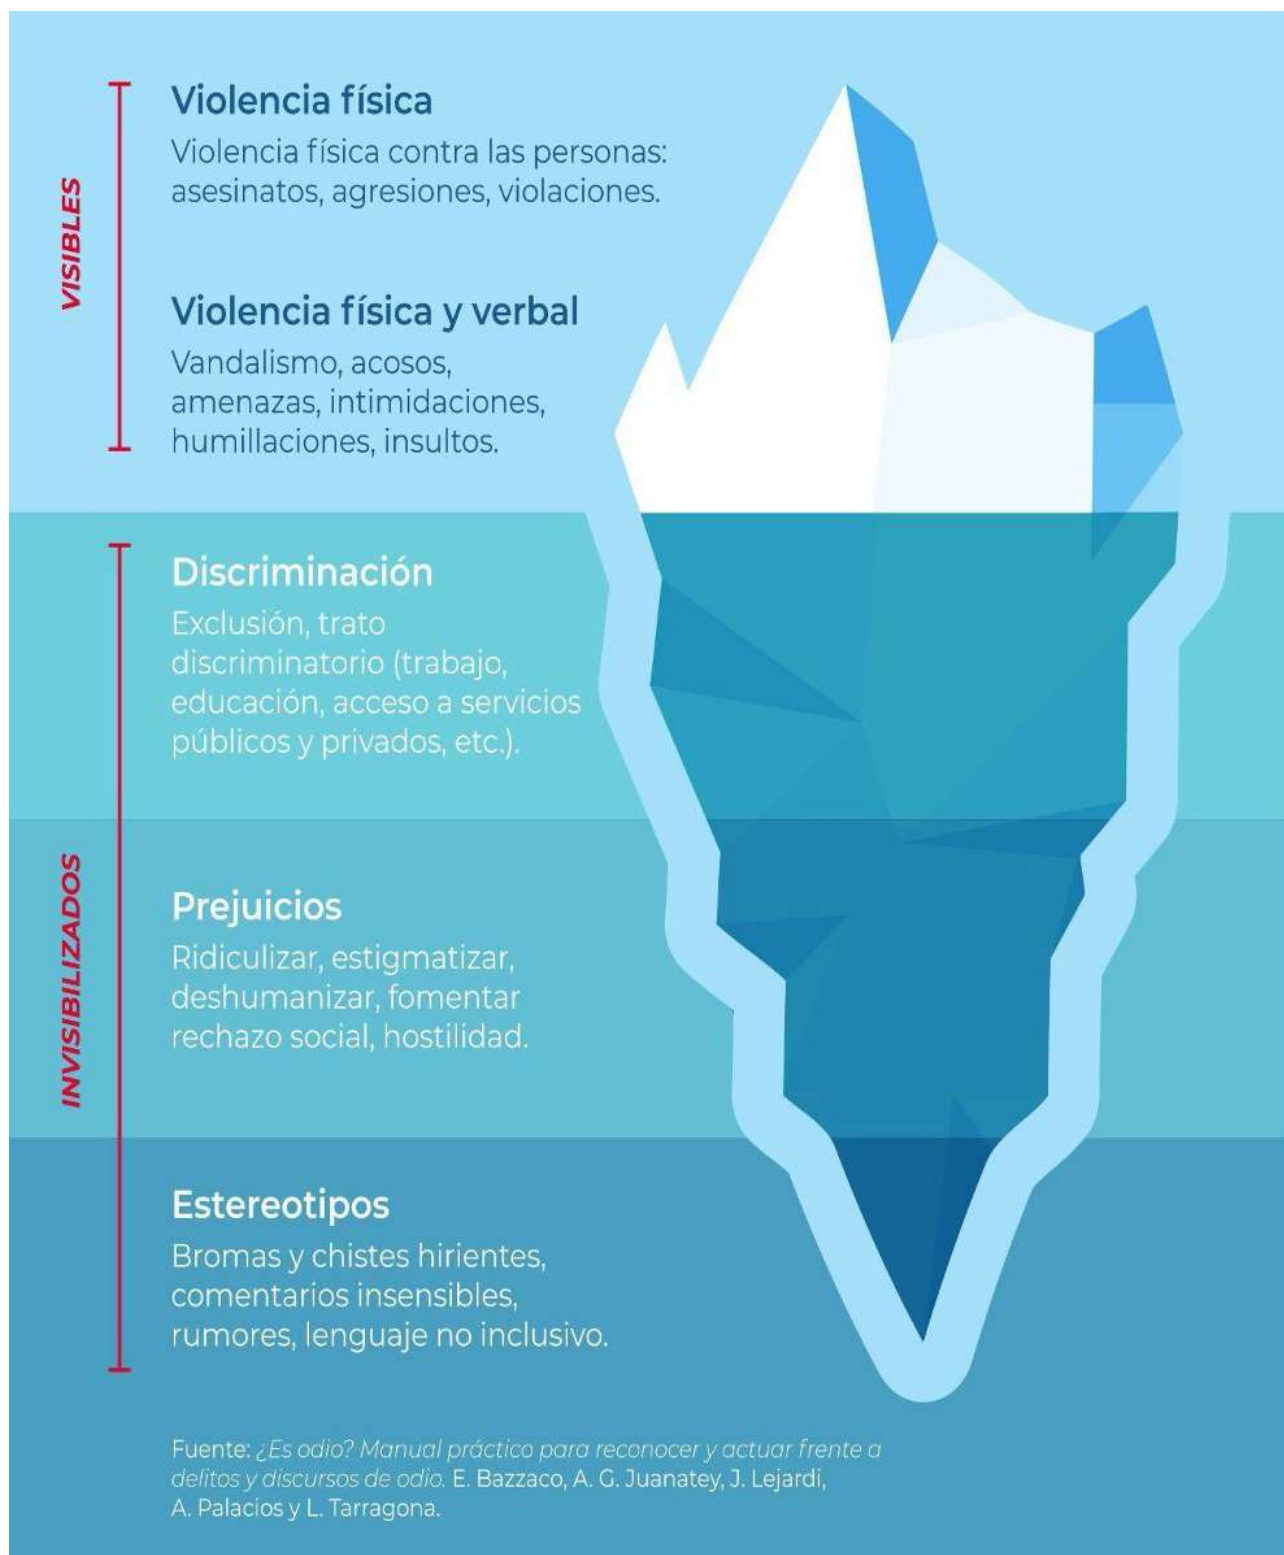 VISIBLES
Violencia física
Violencia física contra las personas:
asesinatos, agresiones, violaciones.
Violencia física y verbal
Vandalismo, acosos,
amenazas, intimidaciones,
humillaciones, insultos.
INVISIBILIZADOS
Discriminación
Exclusión, trato
discriminatorio (trabajo,
educación, acceso a servicios
públicos y privados, etc.).
Prejuicios
Ridiculizar, estigmatizar,
deshumanizar, fomentar
rechazo social, hostilidad.
Estereotipos
Bromas y chistes hirientes,
comentarios insensibles,
rumores, lenguaje no inclusivo.
Fuente: ¿Es odio? Manual práctico para reconocer y actuar frente a
delitos y discursos de odio. E. Bazzaco, A. G. Juanatey, J. Lejardi,
A. Palacios y L. Tarragona.